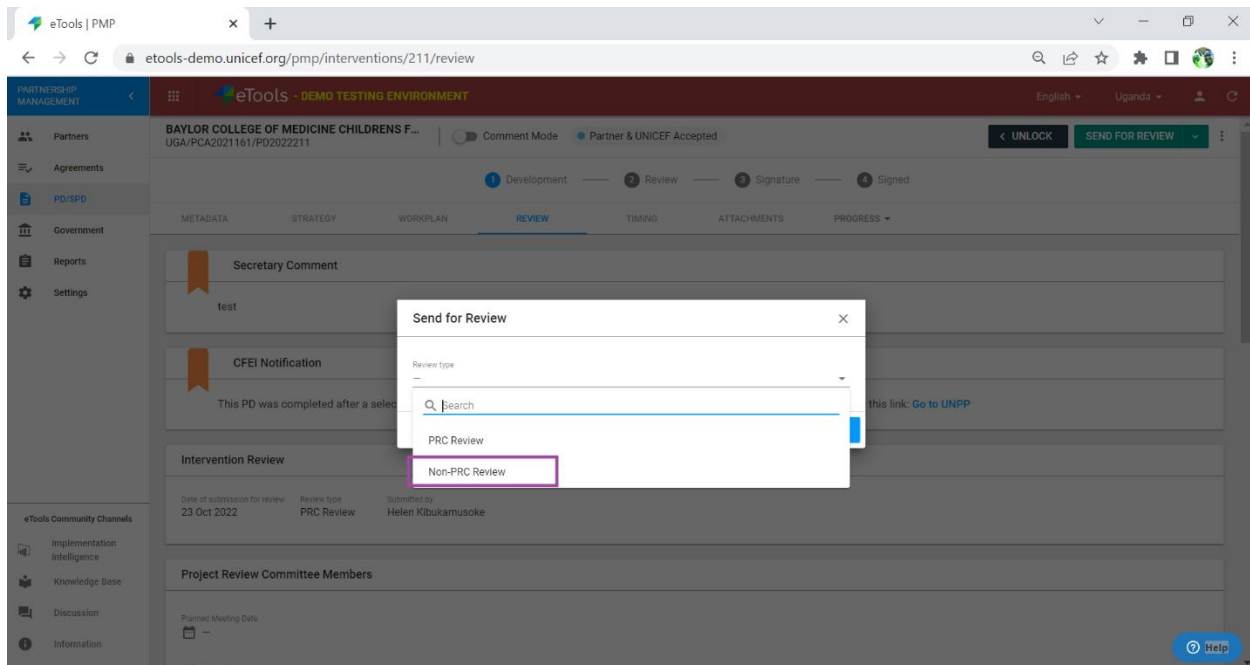 eTools | PMP
etools-demo.unicef.org/pmp/interventions/211/review
PARTNERSHIP
MANAGEMENT
eTools - DEMO TESTING ENVIRONMENT
English
Uganda
Partners
Agreements
PD/SPD
Government
Reports
Settings
eTools Community Channels
Implementation
Intelligence
Knowledge Base
Discussion
Information
BAYLOR COLLEGE OF MEDICINE CHILDRENS F...
UGA/PCA2021161/PD2022211
Comment Mode
Partner & UNICEF Accepted
< UNLOCK
SEND FOR REVIEW
1 Development
2 Review
3 Signature
4 Signed
METADATA
STRATEGY
WORKPLAN
REVIEW
TIMING
ATTACHMENTS
PROGRESS
Secretary Comment
test
CFEI Notification
This PD was completed after a selec
this link: Go to UNPP
Send for Review
Review type
—
Search
PRC Review
Non-PRC Review
Intervention Review
Date of submission for review Review type Submitted by
23 Oct 2022 PRC Review Helen Kibukamusoke
Project Review Committee Members
Planned Meeting Date
—
Help